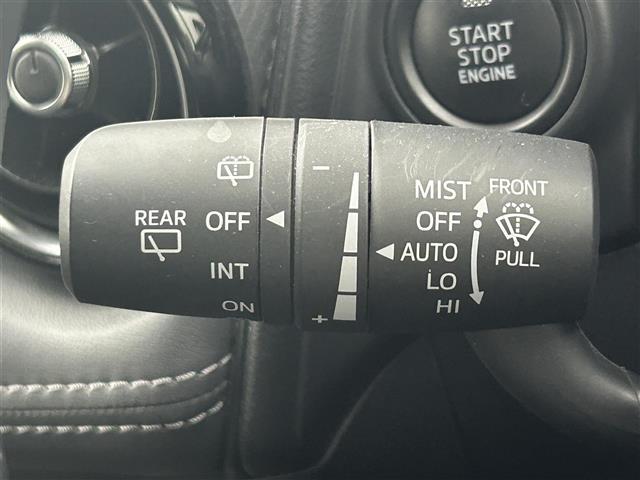 START
STOP
ENGINE
REAR
OFF
INT
ON
−
+
MIST
OFF
AUTO
LO
HI
FRONT
PULL